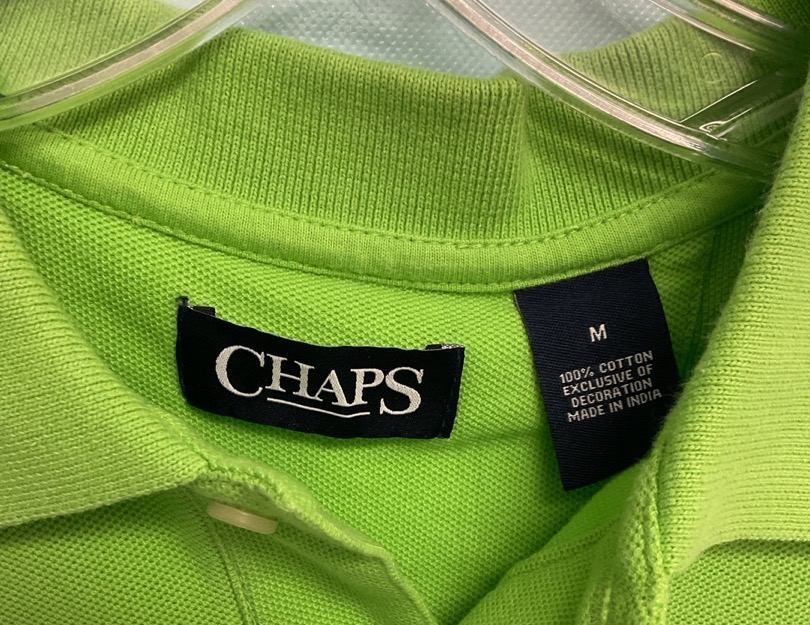 CHAPS
M
100% COTTON
EXCLUSIVE OF
DECORATION
MADE IN INDIA